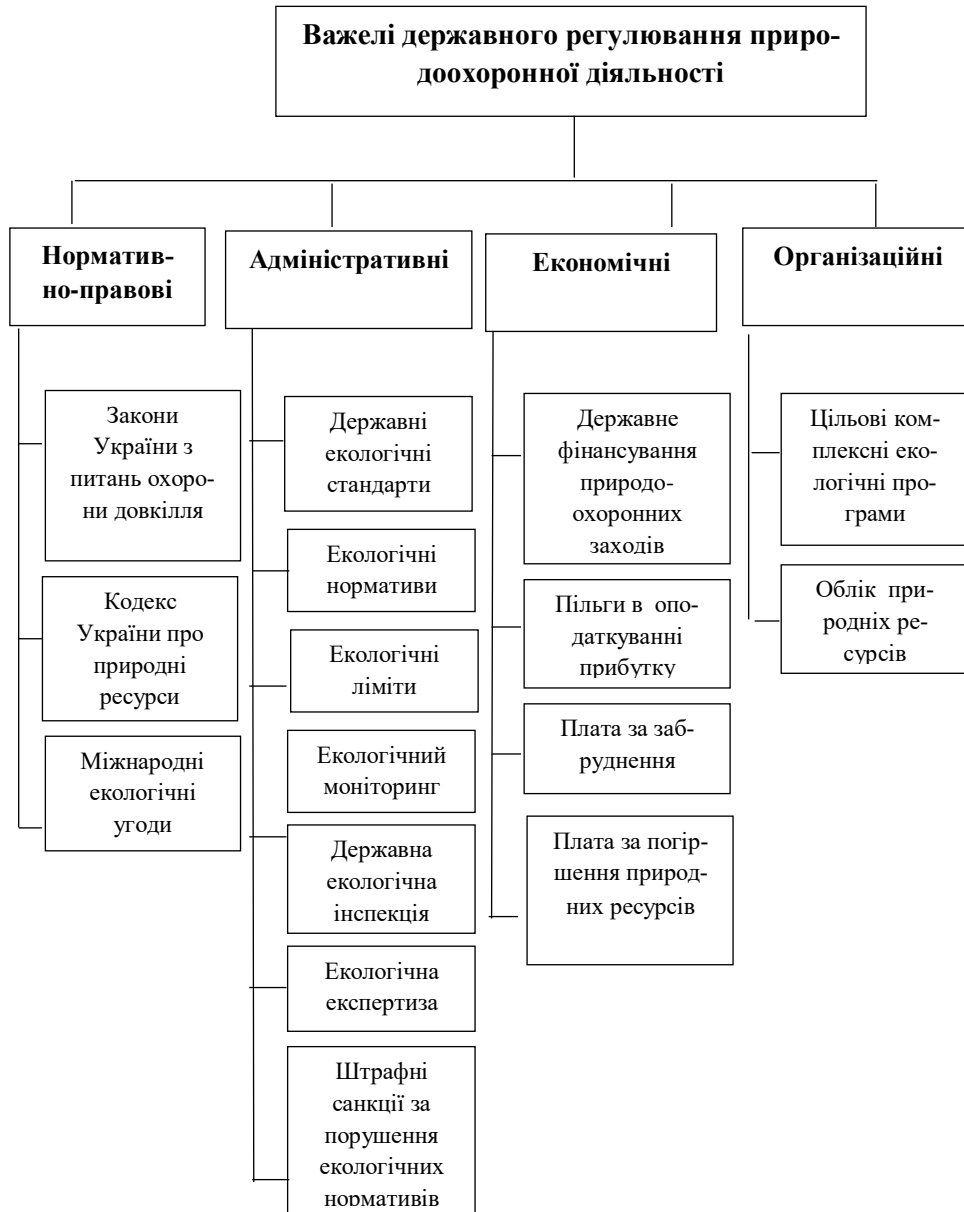 Важелі державного регулювання приро-
доохоронної діяльності
Норматив-
но-правові
Адміністративні
Економічні
Організаційні
Закони
України з
питань охоро-
ни довкілля
Кодекс
України про
природні
ресурси
Міжнародні
екологічні
угоди
Державні
екологічні
стандарти
Екологічні
нормативи
Екологічні
ліміти
Екологічний
моніторинг
Державна
екологічна
інспекція
Екологічна
експертиза
Штрафні
санкції за
порушення
екологічних
нормативів
Державне
фінансування
природо-
охоронних
заходів
Пільги в опо-
даткуванні
прибутку
Плата за заб-
руднення
Плата за погір-
шення природ-
них ресурсів
Цільові ком-
плексні еко-
логічні про-
грами
Облік при-
родніх ре-
сурсів